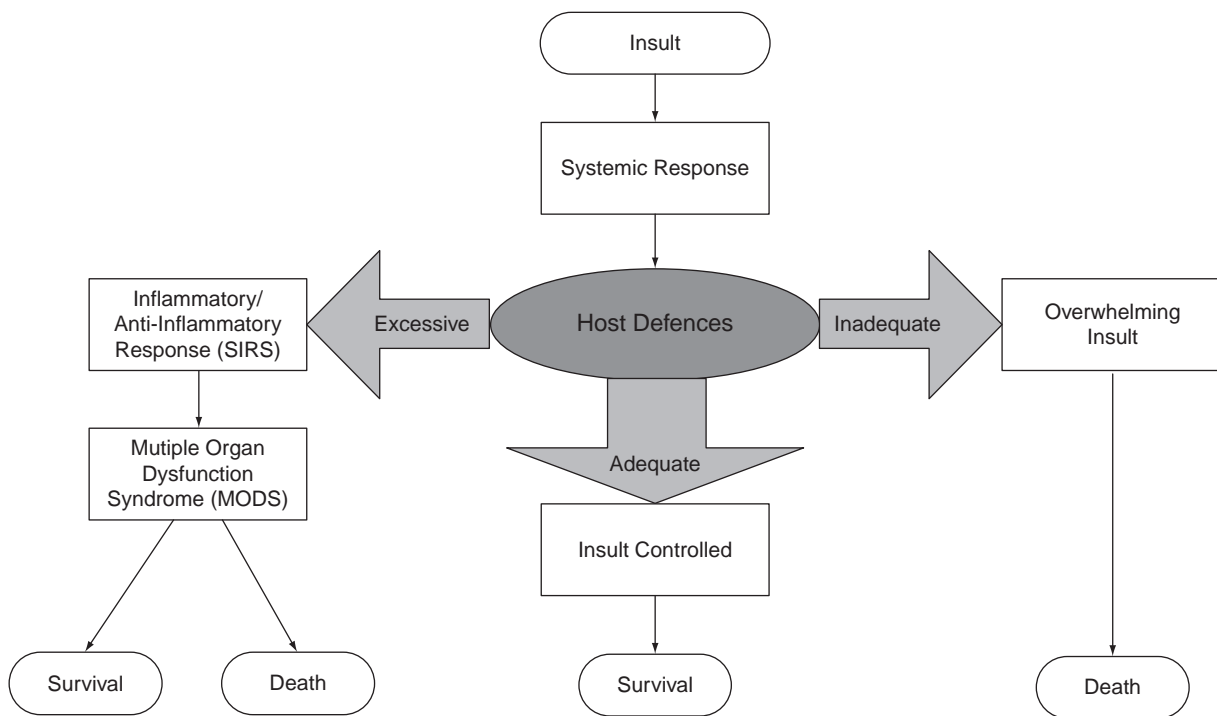 Insult
Systemic Response
Inflammatory/
Anti-Inflammatory
Response (SIRS)
Excessive
Host Defences
Inadequate
Overwhelming
Insult
Mutiple Organ
Dysfunction
Syndrome (MODS)
Adequate
Insult Controlled
Survival
Death
Survival
Death